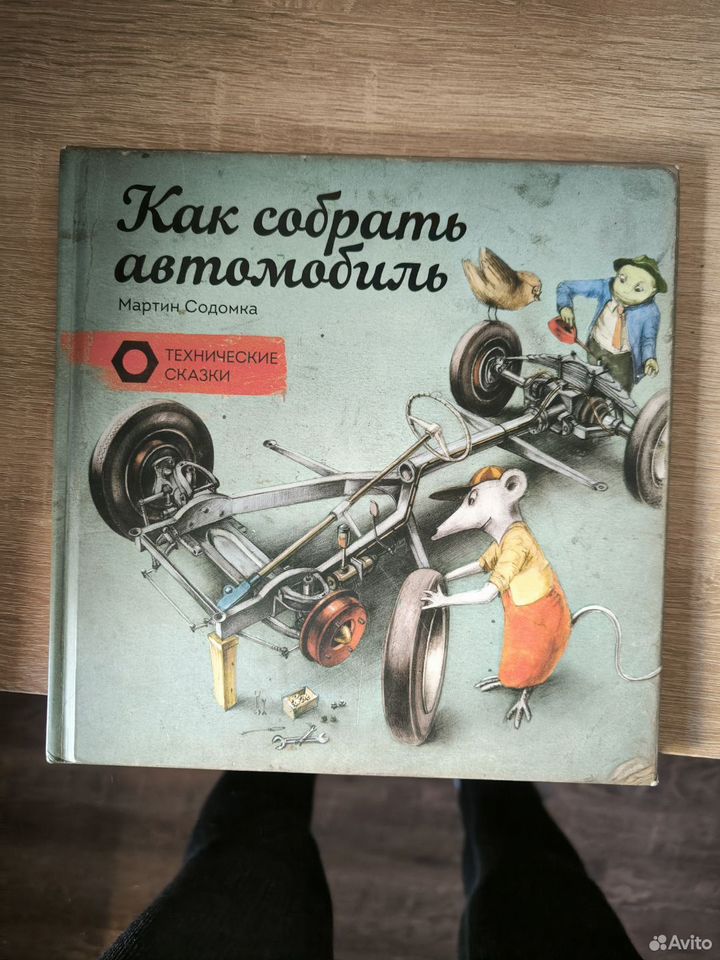 Как собрать
автомобиль
Мартин Содомка
ТЕХНИЧЕСКИЕ
СКАЗКИ
Avito